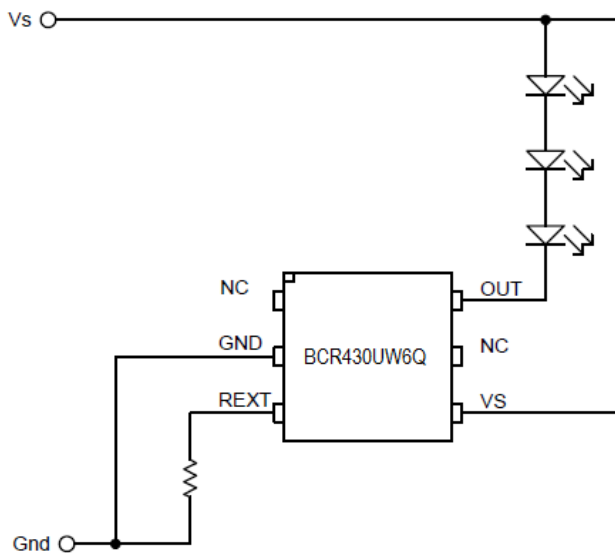 Vs
NC
OUT
GND
BCR430UW6Q
NC
REXT
VS
Gnd